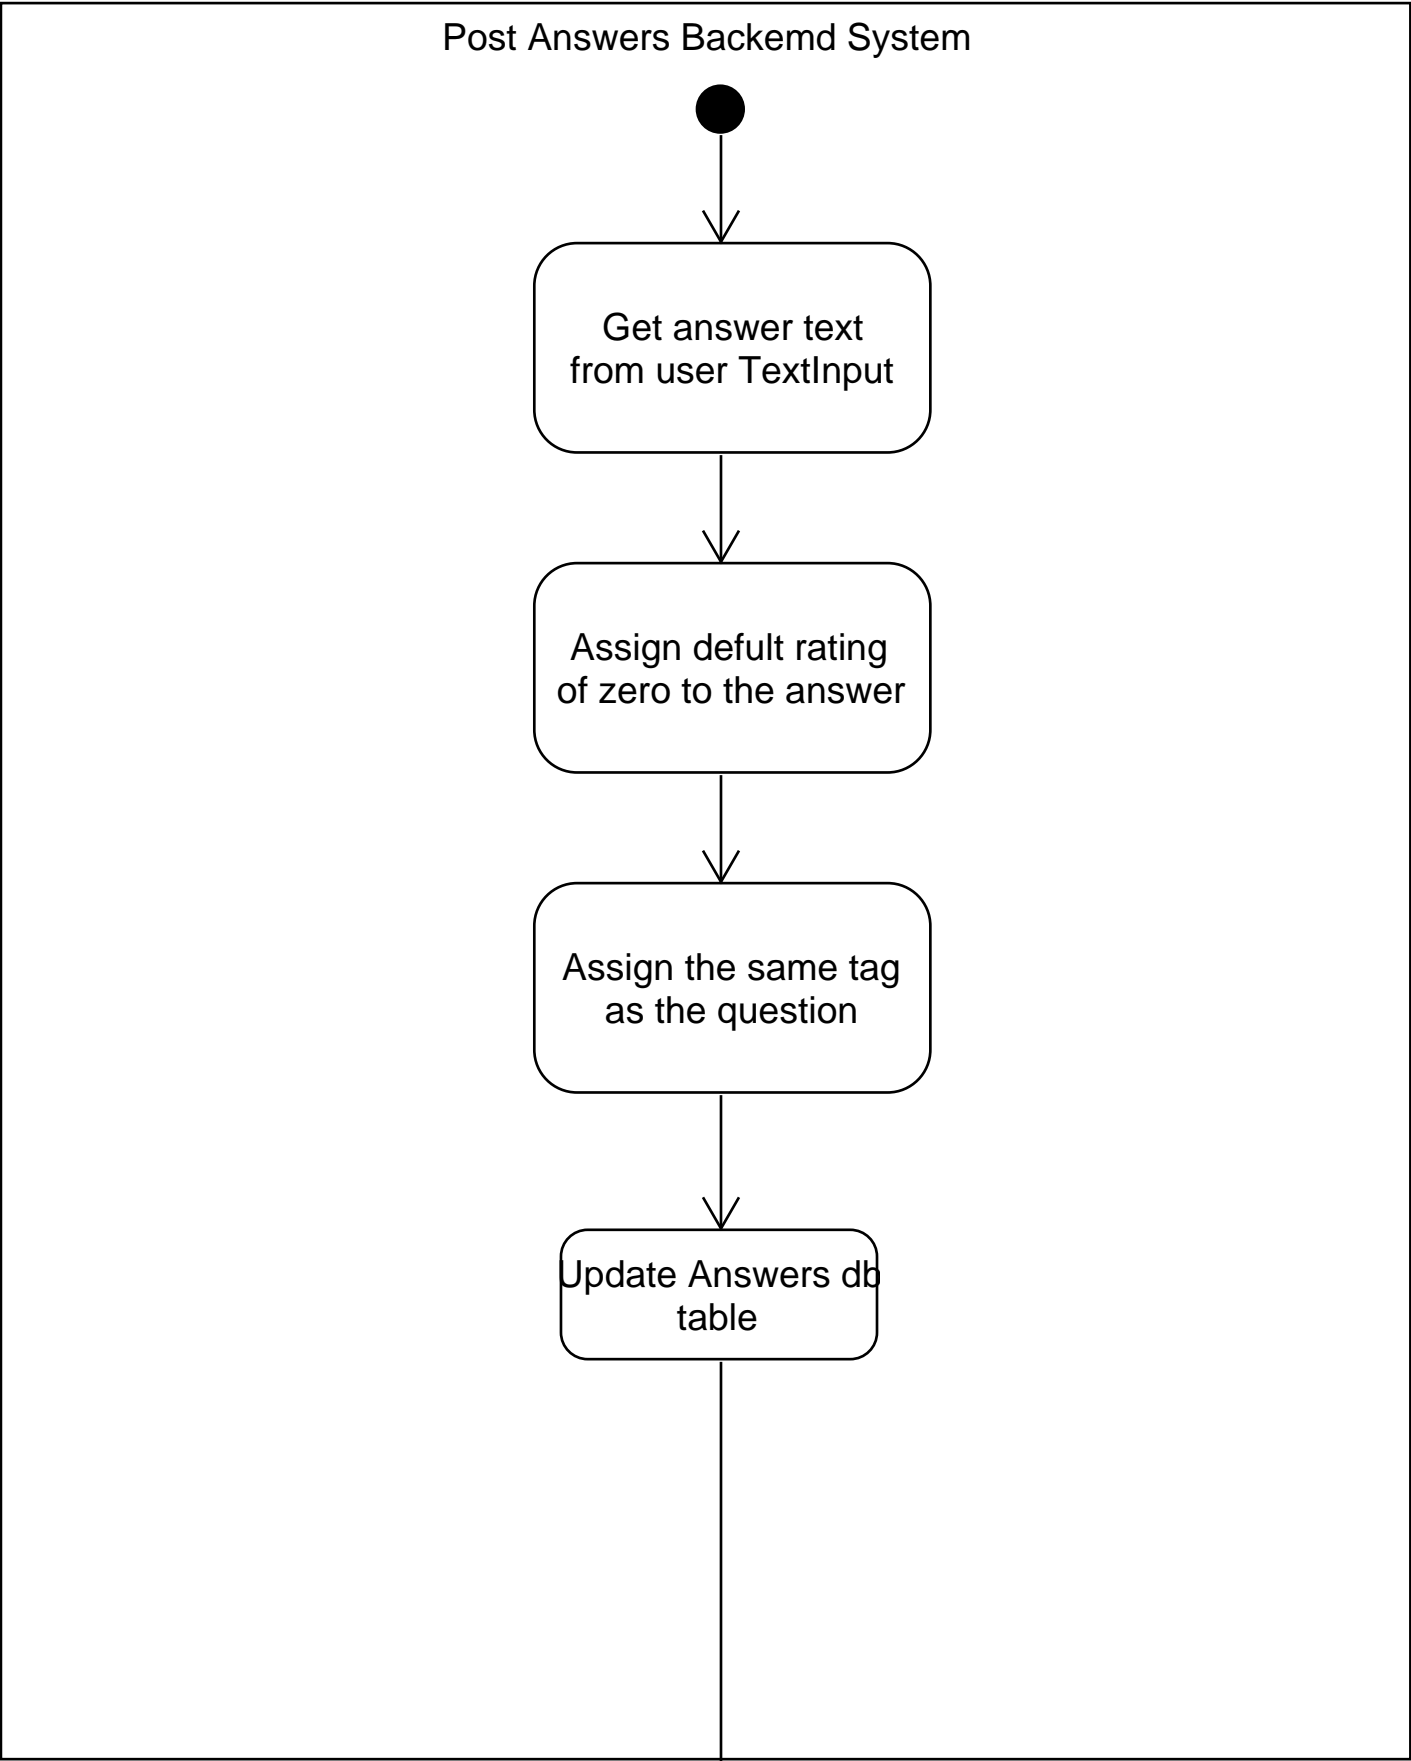 Post Answers Backemd System
Get answer text
from user TextInput
Assign defult rating
of zero to the answer
Assign the same tag
as the question
Update Answers db
table